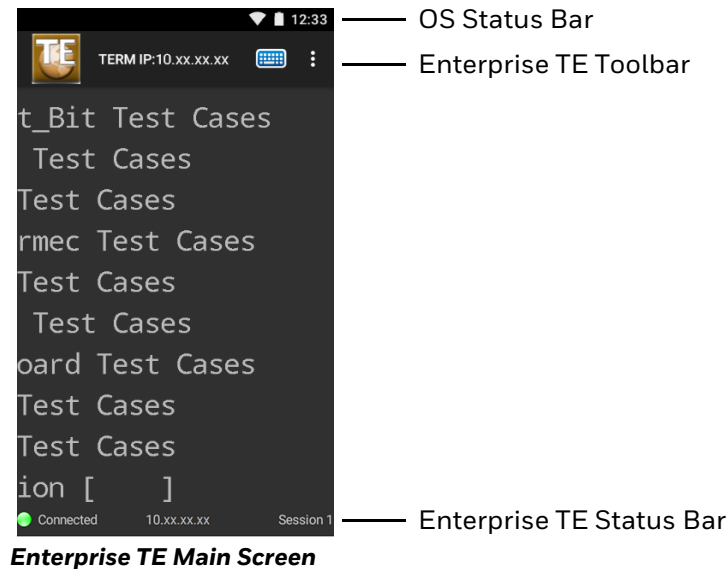 12:33
OS Status Bar
TE
TERM IP:10.xx.xx.xx
Enterprise TE Toolbar
t_Bit Test Cases
Test Cases
Test Cases
rmec Test Cases
Test Cases
Test Cases
oard Test Cases
Test Cases
Test Cases
ion [ ]
Connected 10.xx.xx.xx Session 1
Enterprise TE Status Bar
Enterprise TE Main Screen